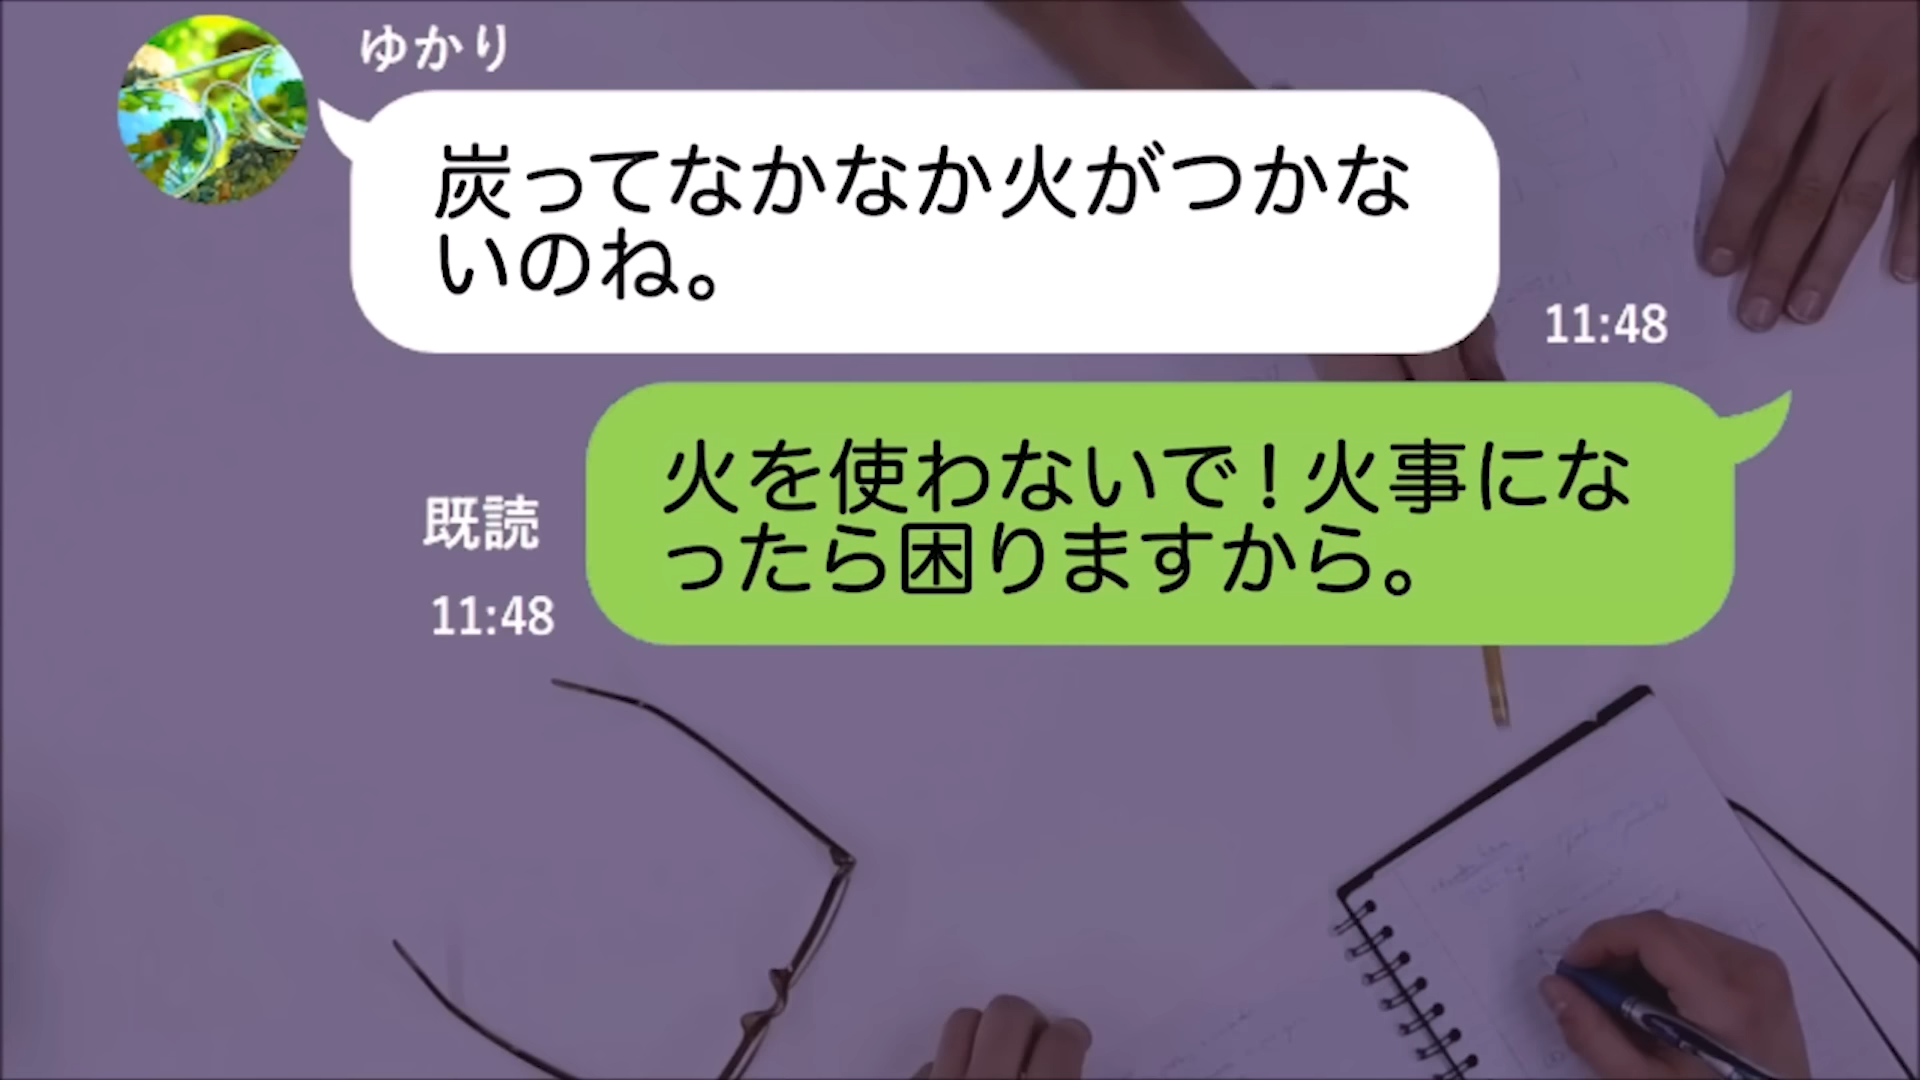 ゆかり
炭ってなかなか火がつかな
いのね。
11:48
火を使わないで！火事にな
ったら困りますから。
既読
11:48